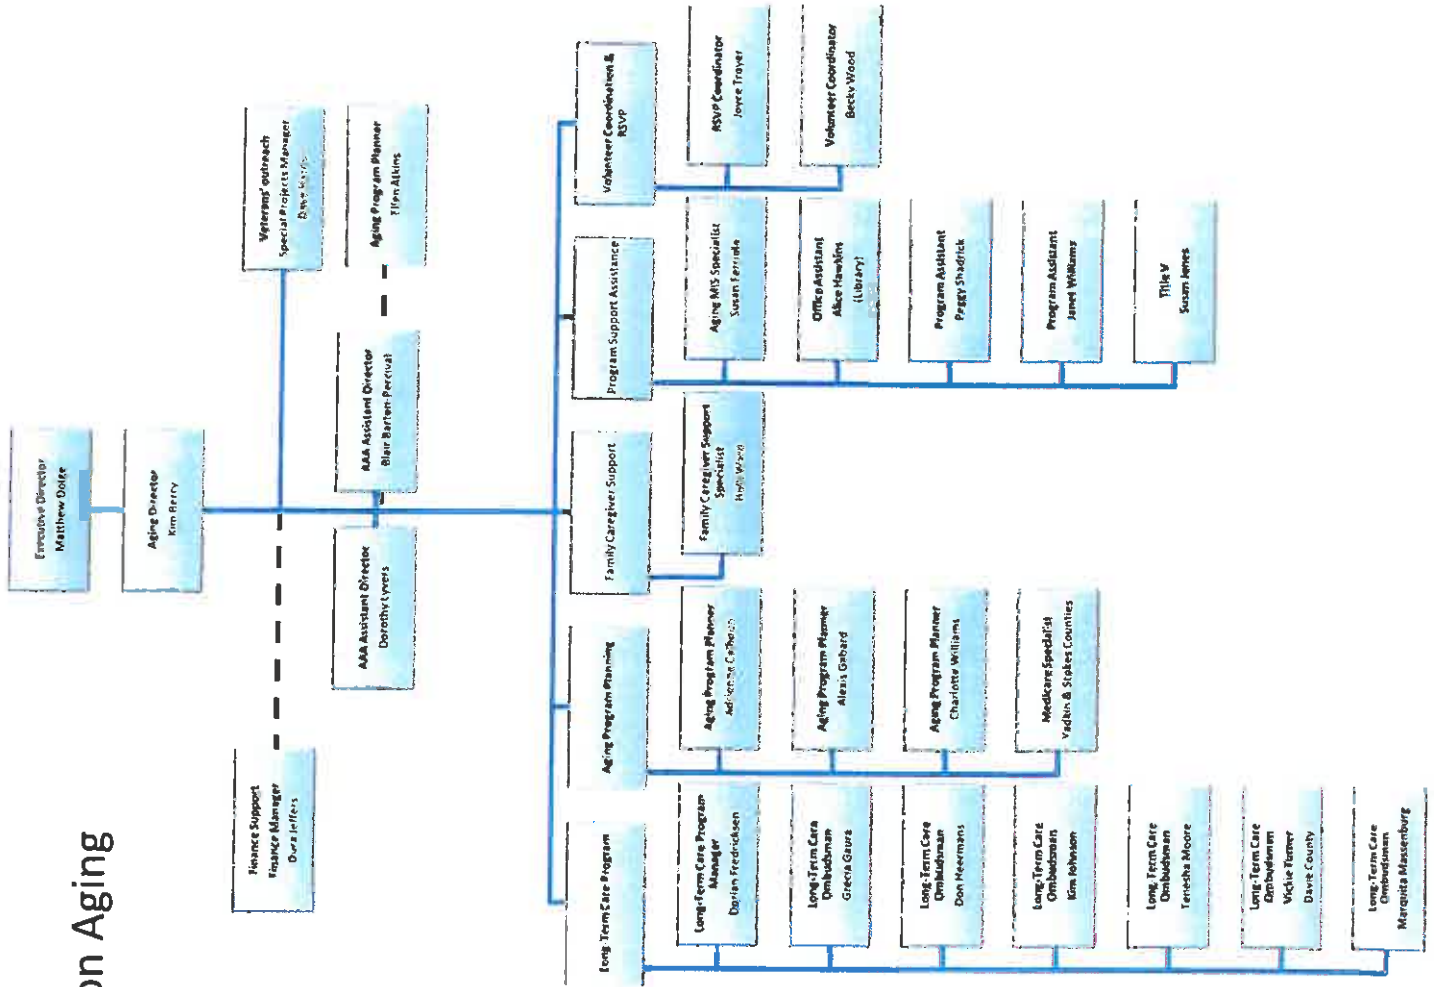 on Aging
Executive Director
Matthew Dolge
Aging Director
Kim Berry
Finance Support
Finance Manager
Veterans' outreach
Special Projects Manager
AAA Assistant Director
Dorothy Lyvers
AAA Assistant Director
Blair Barton-Percival
Aging Program Planner
Ellen Atkins
Long-Term Care Program
Long-Term Care Program
Manager
Dorian Fredricksen
Long-Term Care
Ombudsman
Grecia Gaura
Long-Term Care
Ombudsman
Don Heermans
Long-Term Care
Ombudsman
Kim Johnson
Long-Term Care
Ombudsman
Tenesha Moore
Long-Term Care
Ombudsman
Vickie Turner
Davie County
Long-Term Care
Ombudsman
Marquita Massenburg
Aging Program Planning
Aging Program Planner
Adrienne Calhoun
Aging Program Planner
Alexis Gabard
Aging Program Planner
Charlotte Williams
Medicare Specialist
Yadkin & Stokes Counties
Family Caregiver Support
Family Caregiver Support
Specialist
Program Support Assistance
Aging MIS Specialist
Susan
Office Assistant
Alice Hawkins
(Library)
Program Assistant
Peggy Shadrick
Program Assistant
Janet Williams
Title V
Susan Jones
Volunteer Coordination &
RSVP
RSVP Coordinator
Joyce Troyer
Volunteer Coordinator
Becky Wood